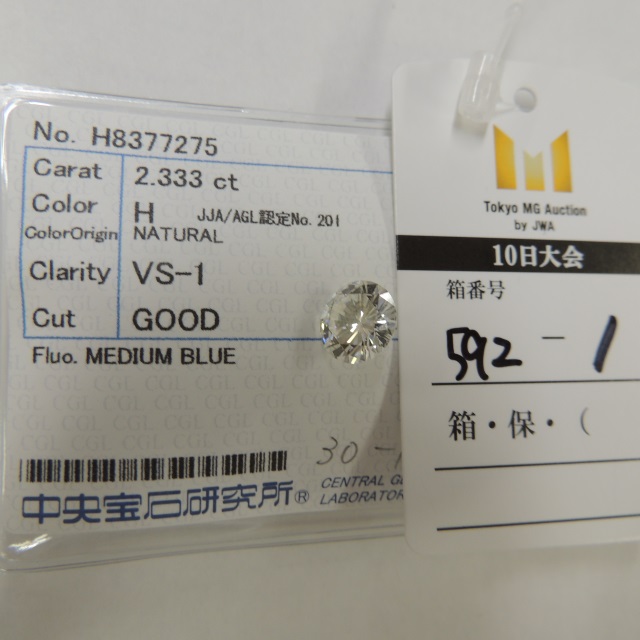 No. H8377275
Carat 2.333 ct
Color H JJA/AGL認定No. 201
ColorOrigin NATURAL
Clarity VS-1
Cut GOOD
Fluo. MEDIUM BLUE
30 -
中央宝石研究所®
CENTRAL
LABORATOR
Tokyo MG Auction
by JWA
10日大会
箱番号
592 - 1
箱・保・(